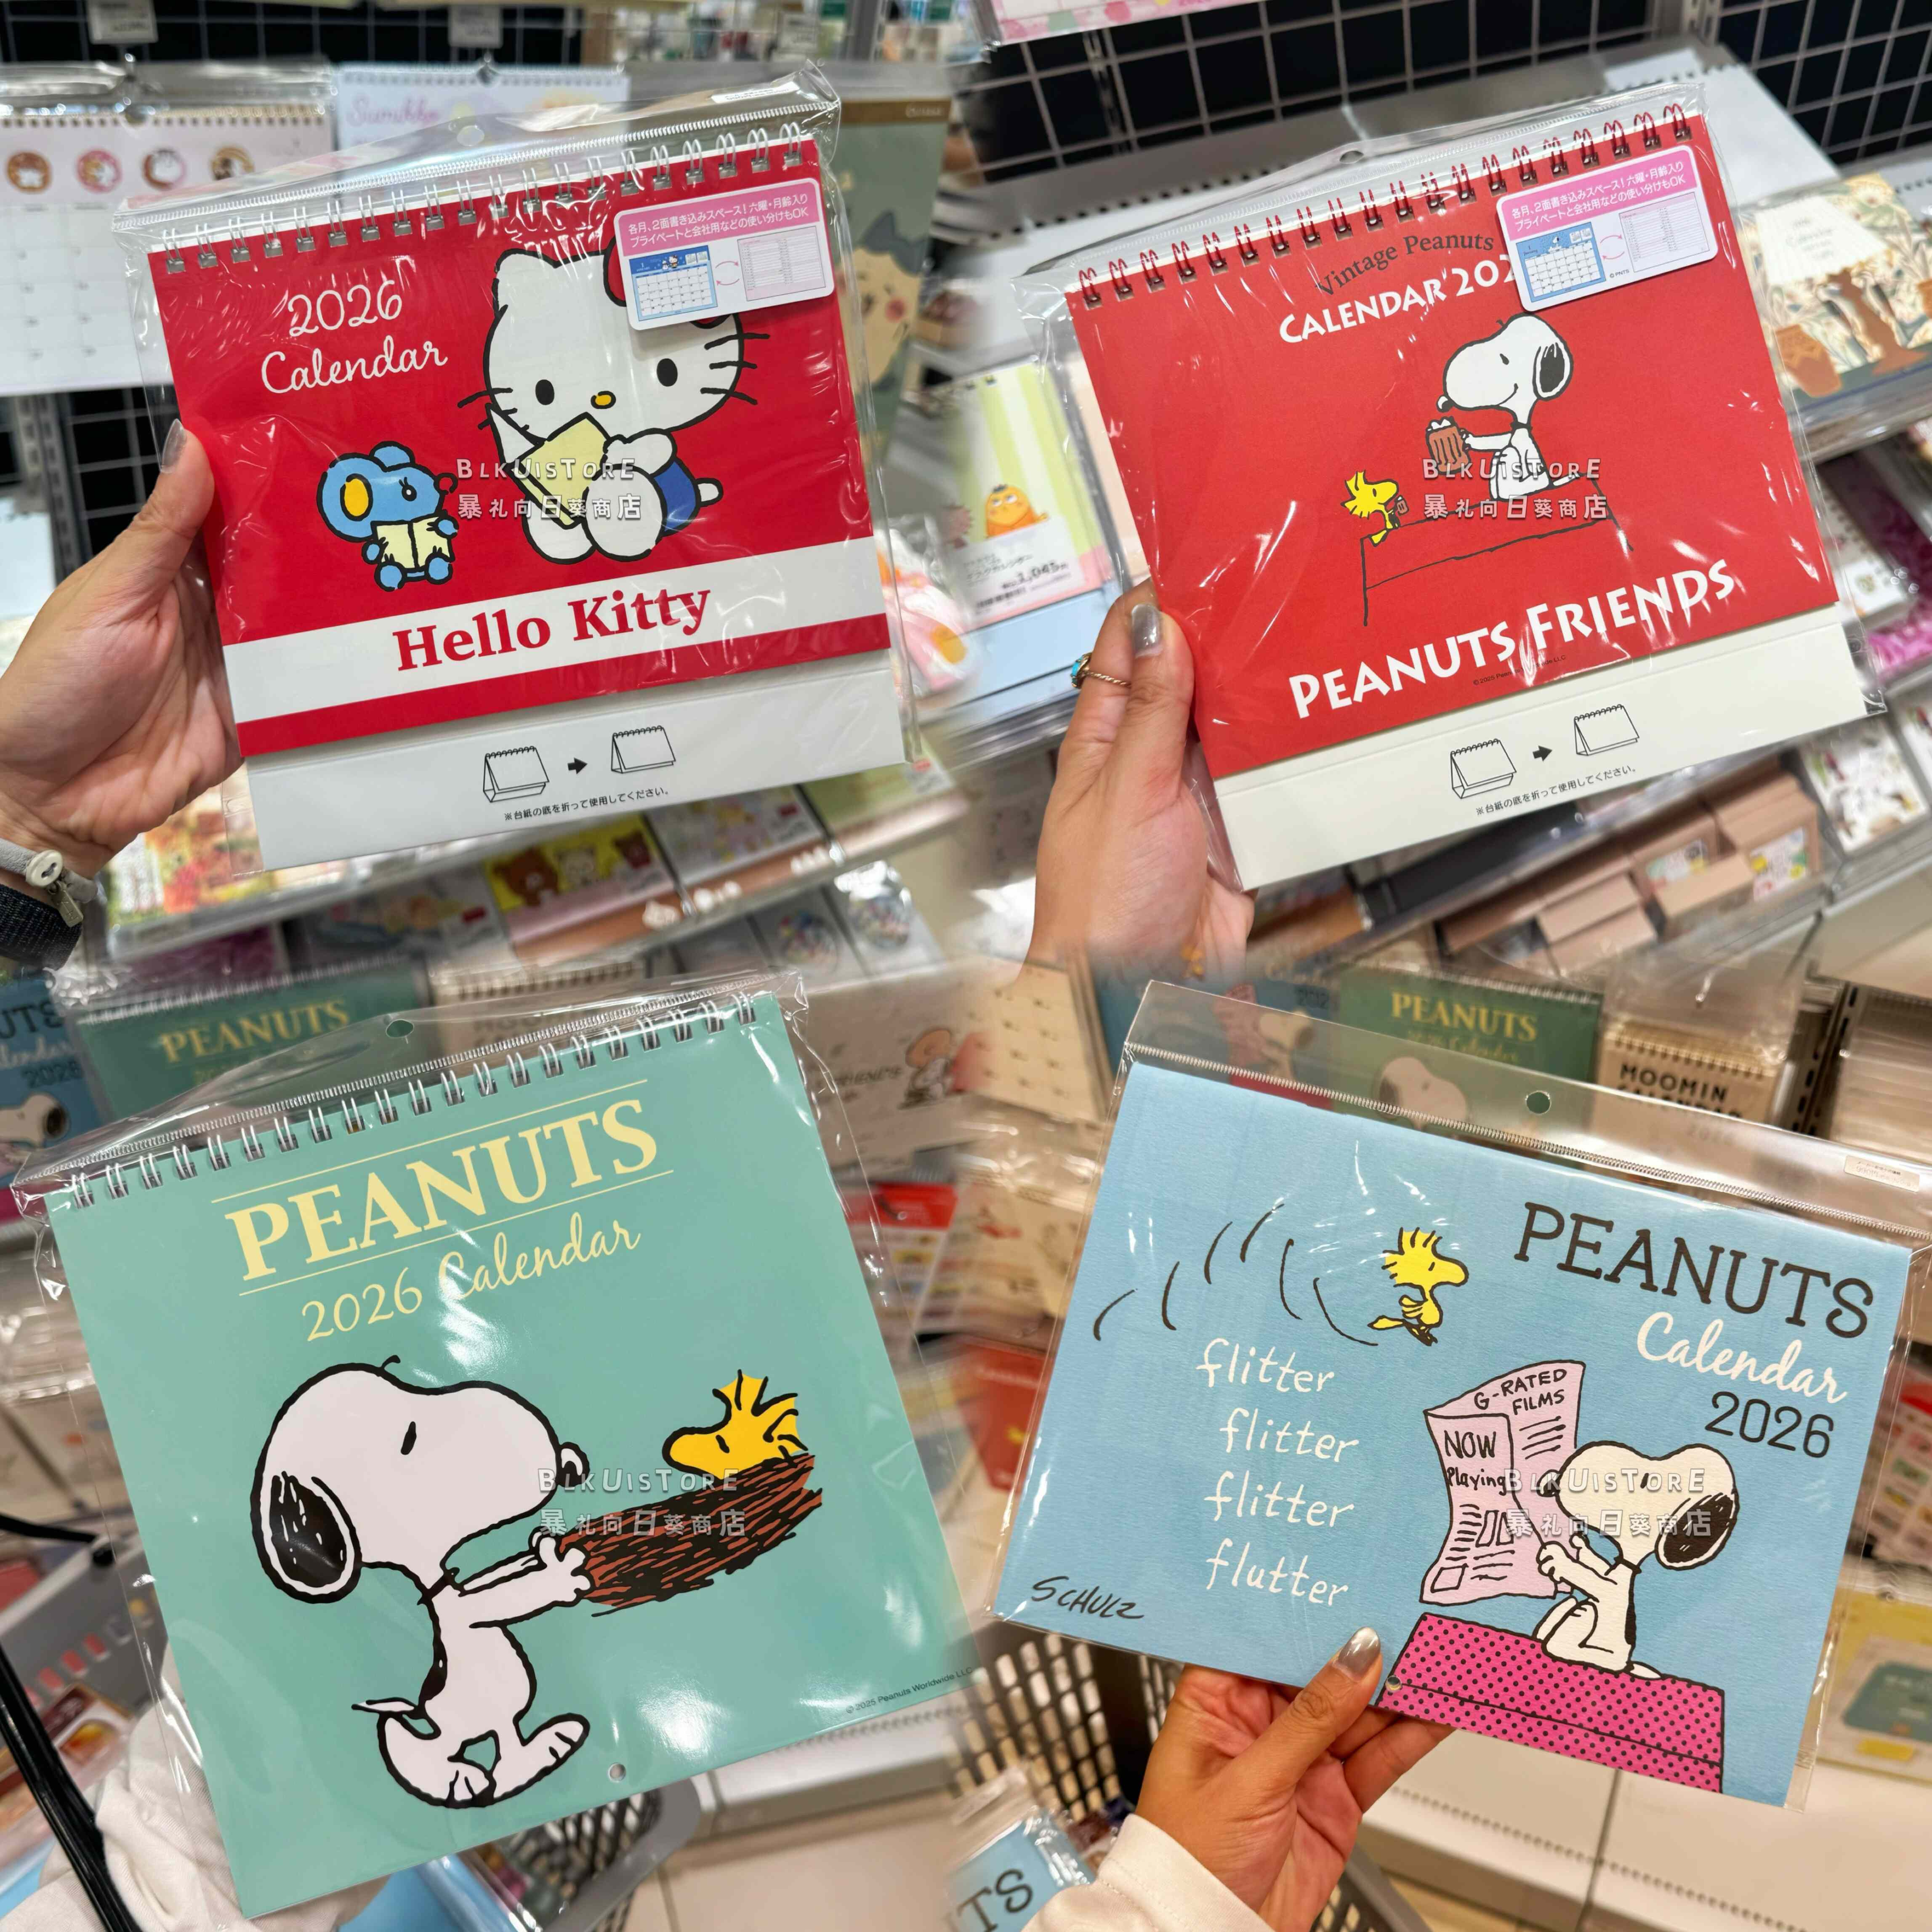 Sumikko
2026
Calendar
各月、2面書き込みスペース!六曜・月齢入り
プライベートと会社用などの使い分けもOK
BLKUISTORE
暴礼向日葵商店
Hello Kitty
※台紙の底を折って使用してください。
Vintage Peanuts
CALENDAR 202
各月、2面書き込みスペース!六曜・月齢入り
プライベートと会社用などの使い分けもOK
© PNTS
BLKUISTORE
暴礼向日葵商店
1,045
PEANUTS FRIENDS
※台紙の底を折って使用してください。
PEANUTS
PEANUTS
2026 Calendar
BLKUISTORE
暴礼向日葵商店
© 2025 Peanuts Worldwide LLC
PEANUTS
Calendar
MOOMIN
PEANUTS
Calendar
2026
flitter
flitter
flitter
flutter
G-RATED
FILMS
NOW
Playing
BLKUISTORE
暴礼向日葵商店
SCHULZ
TS